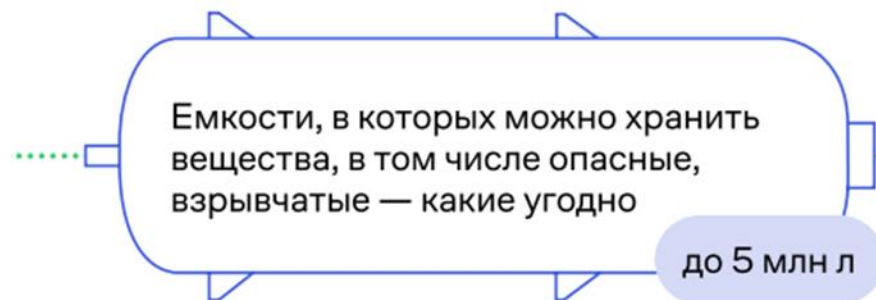 Емкости, в которых можно хранить
вещества, в том числе опасные,
взрывчатые — какие угодно
до 5 млн л